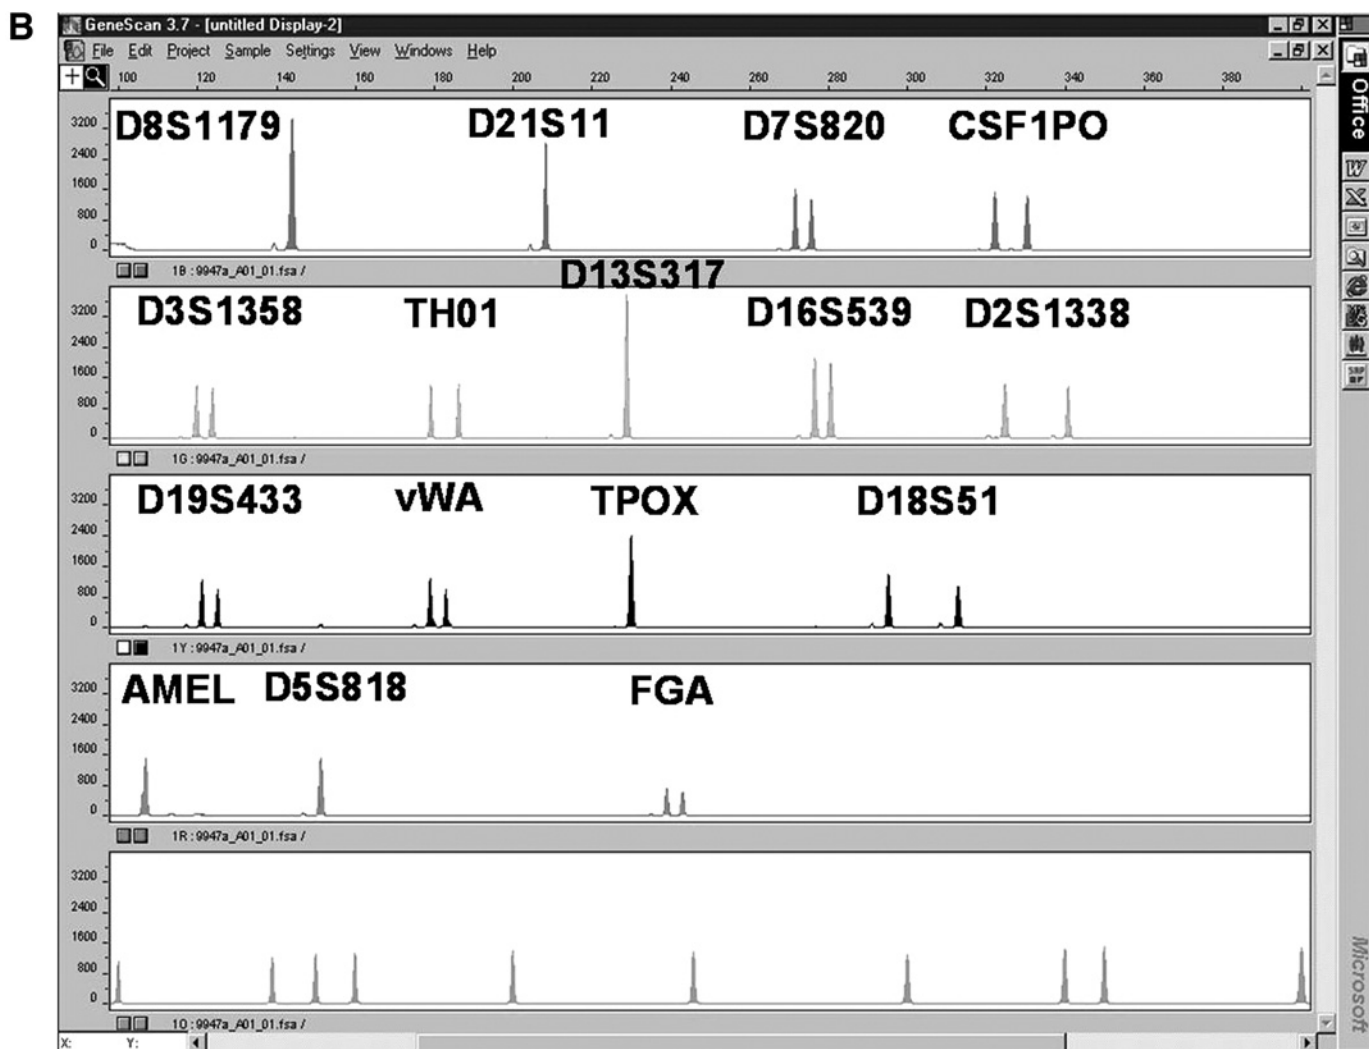 B
GeneScan 3.7 - [untitled Display-2]
File Edit Project Sample Settings View Windows Help
100 120 140 160 180 200 220 240 260 280 300 320 340 360 380
Office
3200
2400
1600
800
0
D8S1179 D21S11 D7S820 CSF1PO
1B : 9947a_A01_01.fsa /
D13S317
3200
2400
1600
800
0
D3S1358 TH01 D16S539 D2S1338
1G : 9947a_A01_01.fsa /
3200
2400
1600
800
0
D19S433 vWA TPOX D18S51
1Y : 9947a_A01_01.fsa /
3200
2400
1600
800
0
AMEL D5S818 FGA
1R : 9947a_A01_01.fsa /
3200
2400
1600
800
0
1O : 9947a_A01_01.fsa /
X: Y:
Microsoft